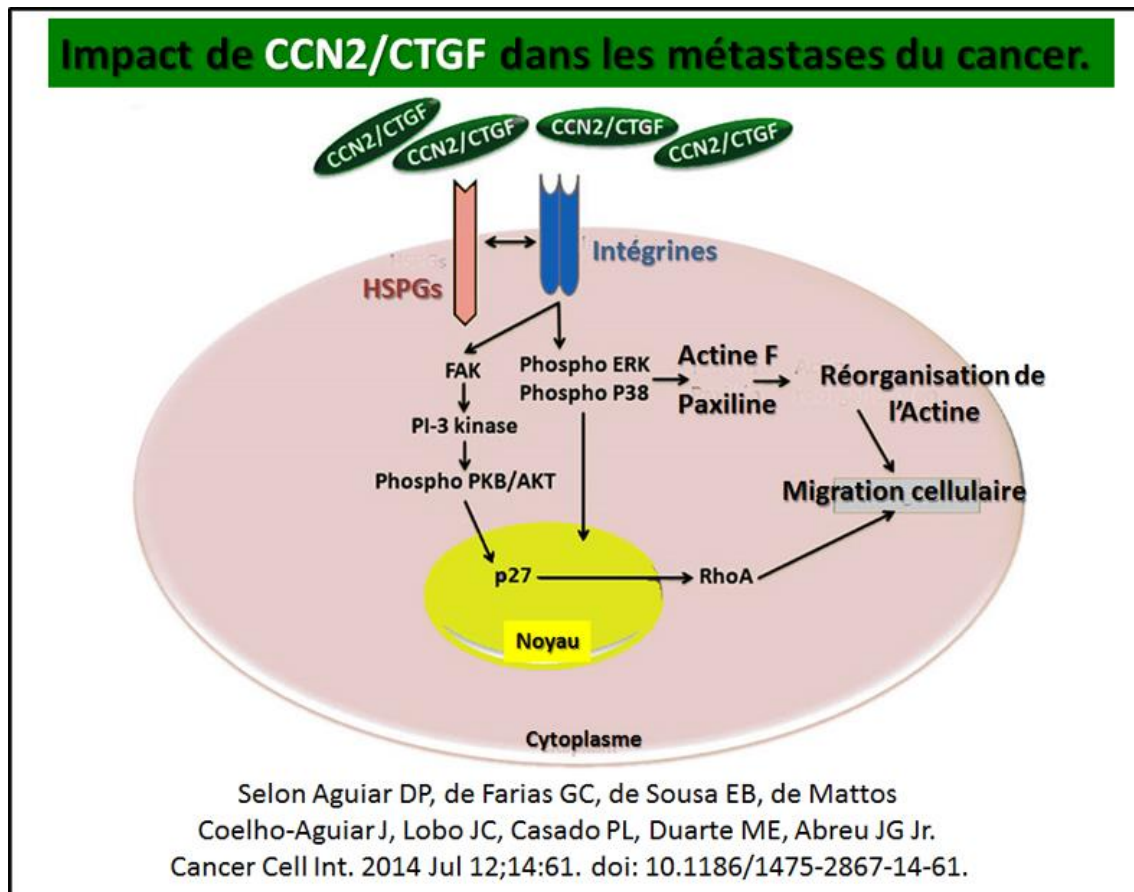 Impact de CCN2/CTGF dans les métastases du cancer.
CCN2/CTGF
CCN2/CTGF
CCN2/CTGF
CCN2/CTGF
HSPGs
HSPGs
Intégrines
FAK
PI-3 kinase
Phospho PKB/AKT
Phospho ERK
Phospho P38
Actine F
Paxiline
Réorganisation de
l'Actine
Migration cellulaire
p27
RhoA
Noyau
Cytoplasme
Selon Aguiar DP, de Farias GC, de Sousa EB, de Mattos
Coelho-Aguiar J, Lobo JC, Casado PL, Duarte ME, Abreu JG Jr.
Cancer Cell Int. 2014 Jul 12;14:61. doi: 10.1186/1475-2867-14-61.